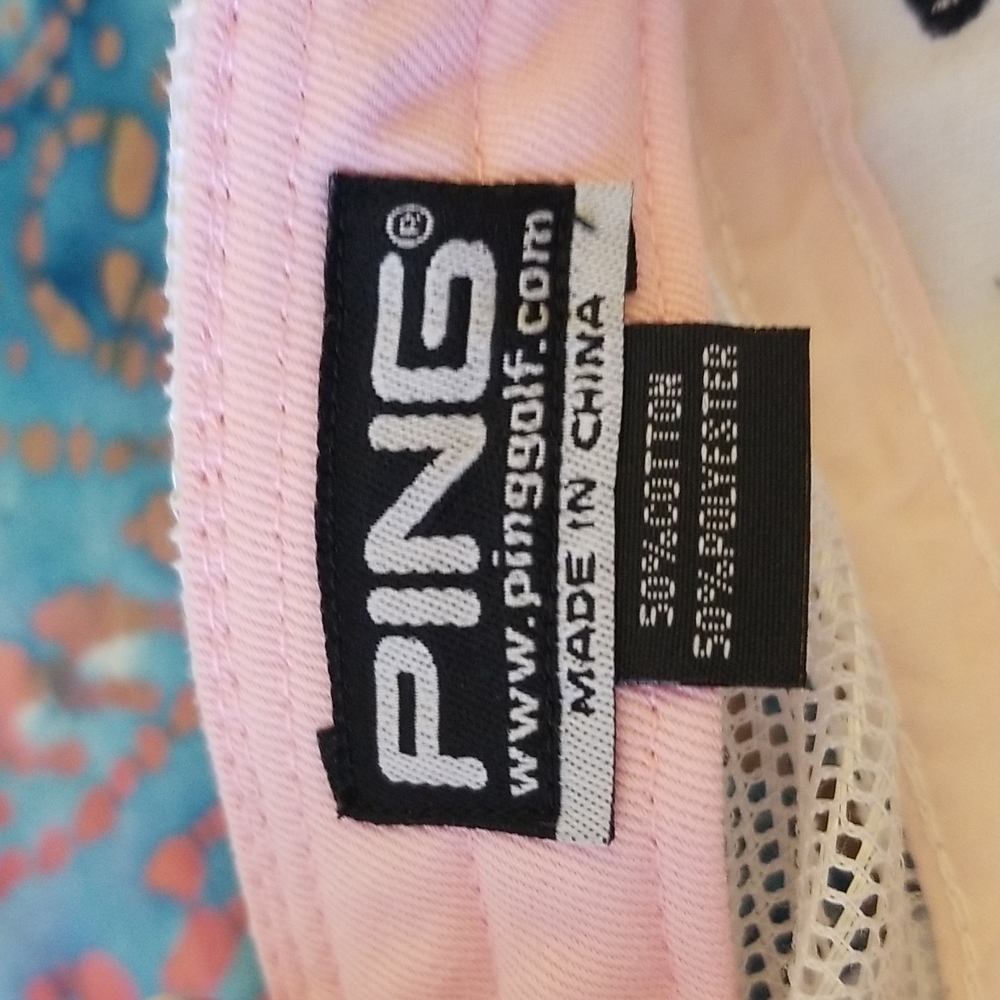 PING®
www.pinggolf.com
MADE IN CHINA
50%COTTON
50%POLYESTER